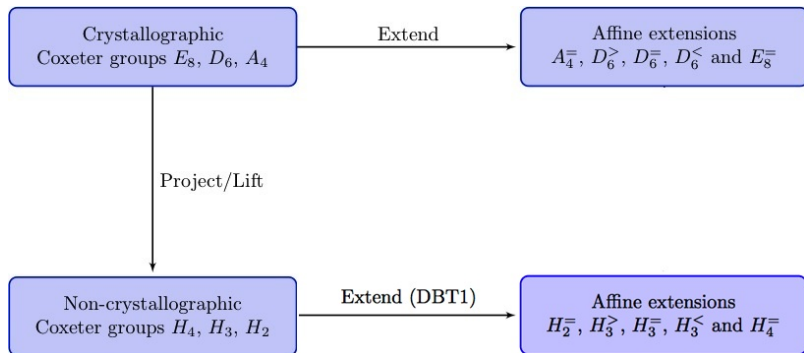 Crystallographic
Coxeter groups E₈, D₆, A₄
Extend
Affine extensions
A₄⁼, D₆^>, D₆⁼, D₆^< and E₈⁼
Project/Lift
Non-crystallographic
Coxeter groups H₄, H₃, H₂
Extend (DBT1)
Affine extensions
H₂⁼, H₃^>, H₃⁼, H₃^< and H₄⁼